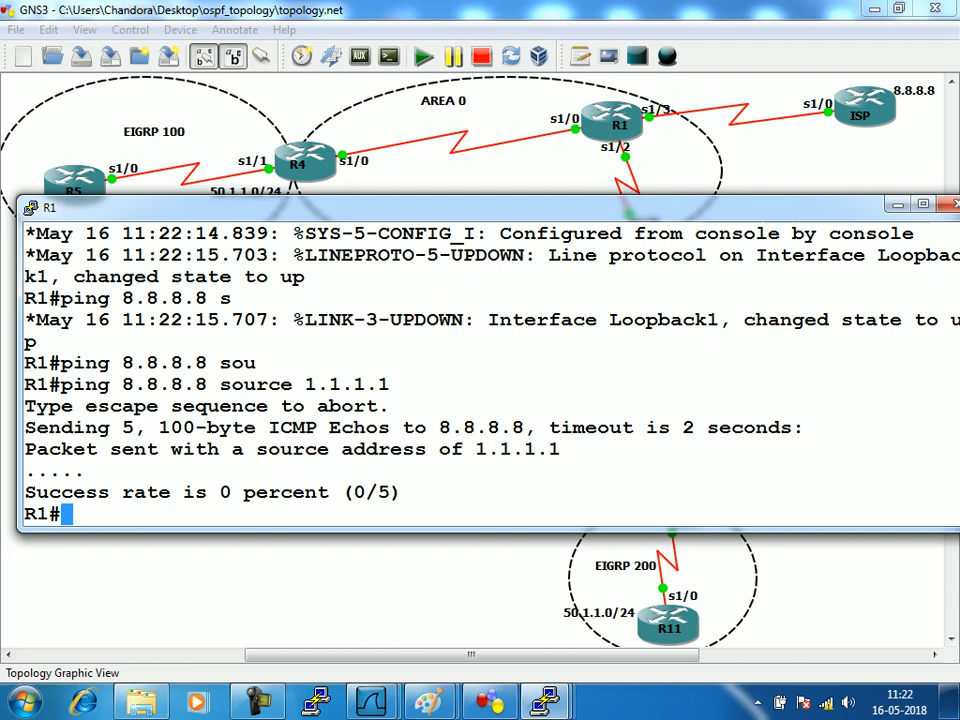 GNS3 - C:\Users\Chandora\Desktop\ospf_topology\topology.net
File Edit View Control Device Annotate Help
AREA 0
8.8.8.8
s1/0
s1/3
ISP
EIGRP 100
s1/0
R1
s1/2
s1/0
s1/1
R4
s1/0
R5
50.1.1.0/24
R1
*May 16 11:22:14.839: %SYS-5-CONFIG_I: Configured from console by console
*May 16 11:22:15.703: %LINEPROTO-5-UPDOWN: Line protocol on Interface Loopbac
k1, changed state to up
R1#ping 8.8.8.8 s
*May 16 11:22:15.707: %LINK-3-UPDOWN: Interface Loopback1, changed state to u
p
R1#ping 8.8.8.8 sou
R1#ping 8.8.8.8 source 1.1.1.1
Type escape sequence to abort.
Sending 5, 100-byte ICMP Echos to 8.8.8.8, timeout is 2 seconds:
Packet sent with a source address of 1.1.1.1
.....
Success rate is 0 percent (0/5)
R1#
EIGRP 200
s1/0
50.1.1.0/24
R11
Topology Graphic View
11:22
16-05-2018